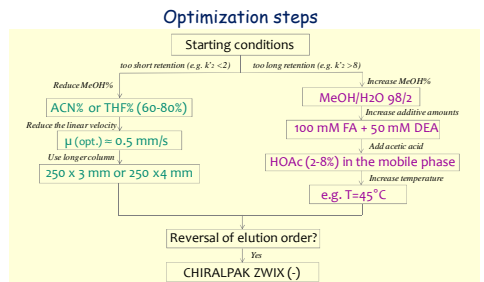 Optimization steps
Starting conditions
too short retention (e.g. k's <2)
too long retention (e.g. k's >8)
Reduce MeOH%
ACN% or THF% (60-80%)
Reduce the linear velocity
μ (opt.) ≈ 0.5 mm/s
Use longer column
250 x 3 mm or 250 x4 mm
Increase MeOH%
MeOH/H2O 98/2
Increase additive amounts
100 mM FA + 50 mM DEA
Add acetic acid
HOAc (2-8%) in the mobile phase
Increase temperature
e.g. T=45°C
Reversal of elution order?
Yes
CHIRALPAK ZWIX (-)